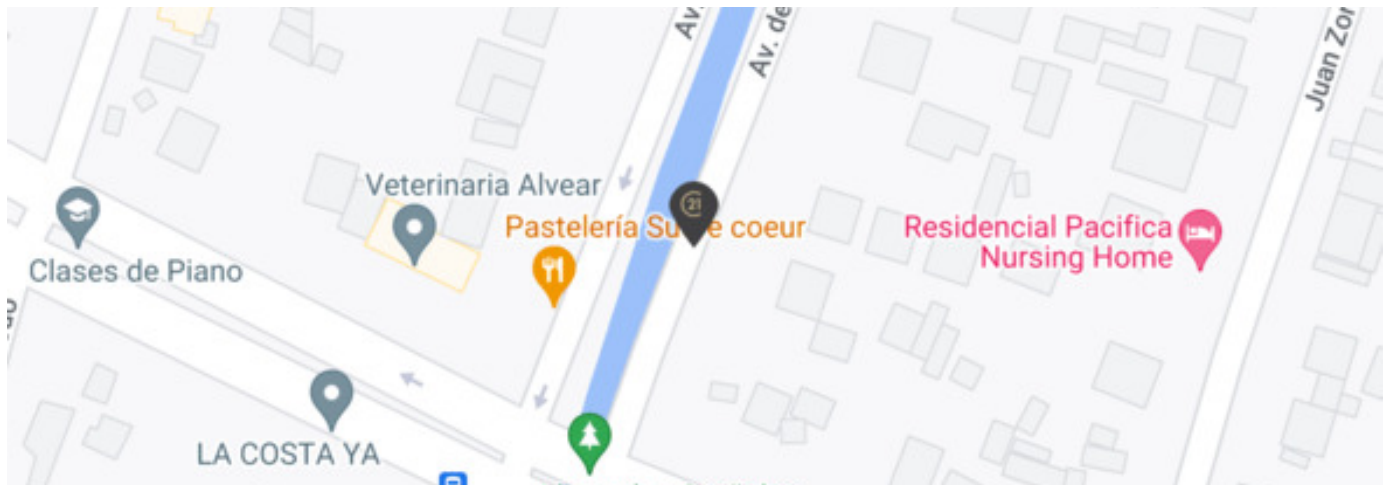 Av.
Av. de
Juan Zor
Veterinaria Alvear
21
Pastelería Su e coeur
Residencial Pacifica
Nursing Home
Clases de Piano
LA COSTA YA